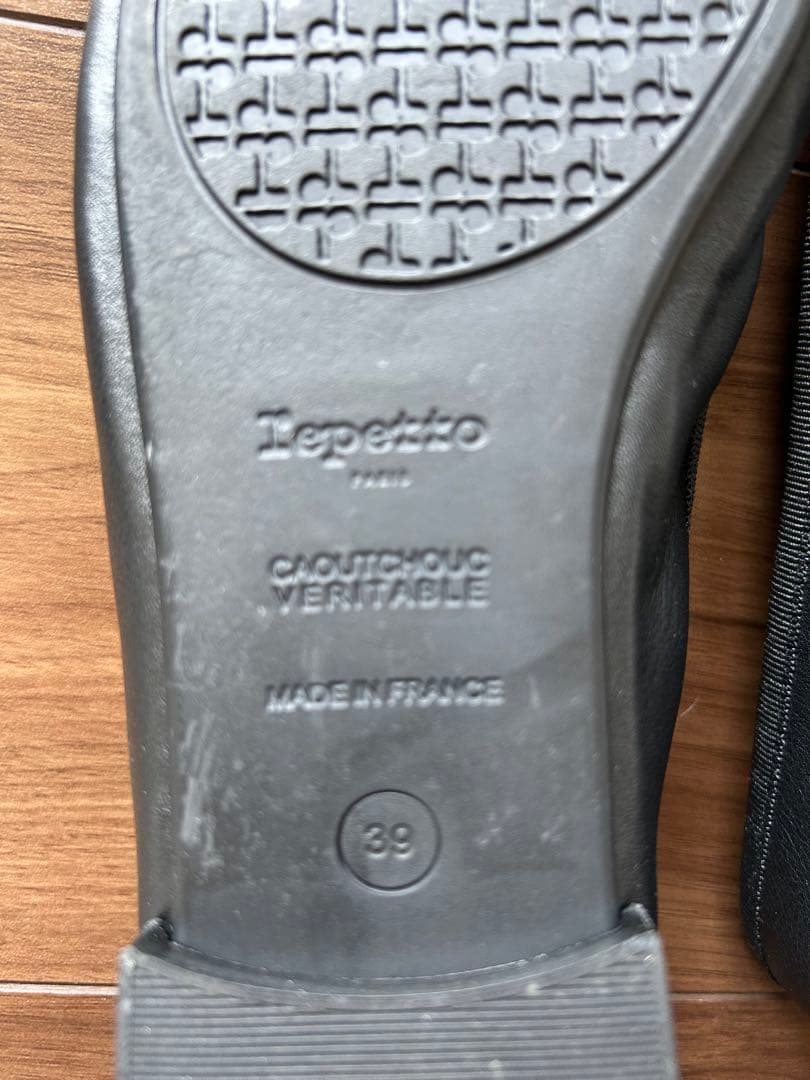 repetto
PARIS
CAOUTCHOUC
VERITABLE
MADE IN FRANCE
39